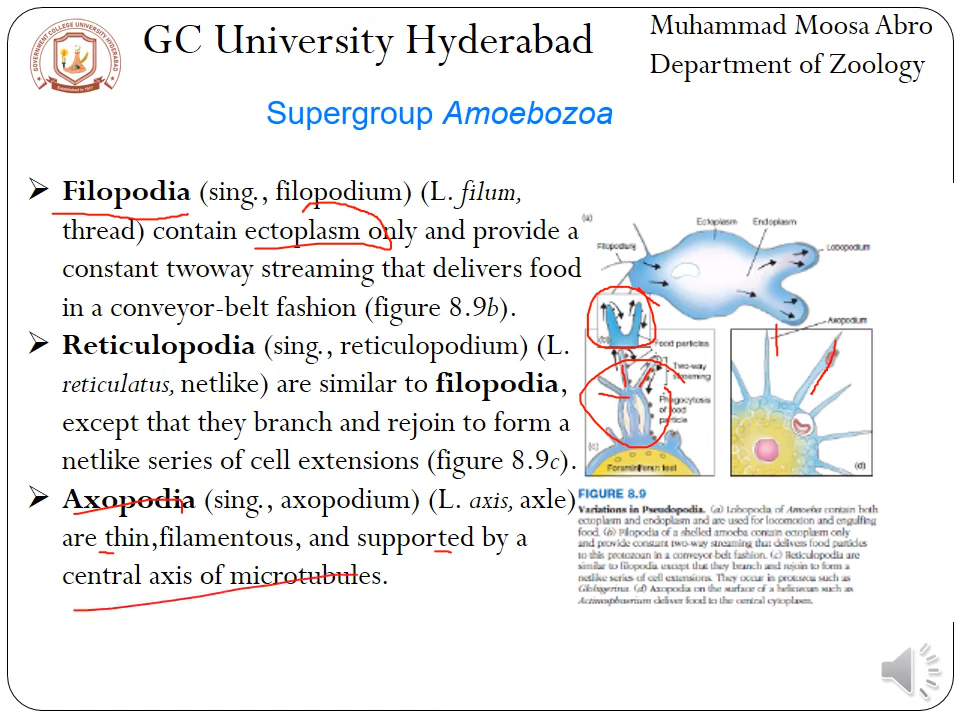 GC University Hyderabad
Muhammad Moosa Abro
Department of Zoology
GOVERNMENT COLLEGE UNIVERSITY HYDERABAD
Established in 1917
Supergroup Amoebozoa
➢ Filopodia (sing., filopodium) (L. filum,
thread) contain ectoplasm only and provide a
constant twoway streaming that delivers food
in a conveyor-belt fashion (figure 8.9b).
➢ Reticulopodia (sing., reticulopodium) (L.
reticulatus, netlike) are similar to filopodia,
except that they branch and rejoin to form a
netlike series of cell extensions (figure 8.9c).
➢ Axopodia (sing., axopodium) (L. axis, axle)
are thin, filamentous, and supported by a
central axis of microtubules.
(a)
Ectoplasm
Endoplasm
Filopodium
Lobopodium
Axopodium
(b)
Food particles
Two-way
streaming
Phagocytosis
of food
particle
(c)
Foraminiferan test
(d)
FIGURE 8.9
Variations in Pseudopodia. (a) Lobopodia of Amoeba contain both
ectoplasm and endoplasm and are used for locomotion and engulfing
food. (b) Filopodia of a shelled amoeba contain ectoplasm only
and provide constant two-way streaming that delivers food particles
to this protozoan in a conveyor-belt fashion. (c) Reticulopodia are
similar to filopodia except that they branch and rejoin to form a
netlike series of cell extensions. They occur in protozoa such as
Globigerina. (d) Axopodia on the surface of a heliozoan such as
Actinosphaerium deliver food to the central cytoplasm.